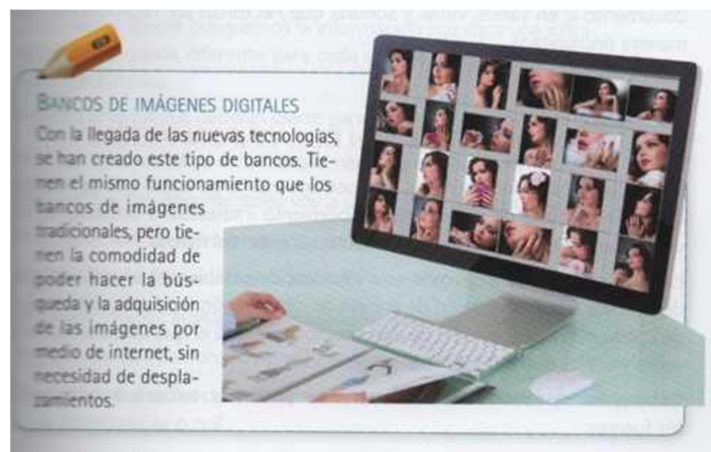 BANCOS DE IMÁGENES DIGITALES
Con la llegada de las nuevas tecnologías,
se han creado este tipo de bancos. Tie-
nen el mismo funcionamiento que los
bancos de imágenes
tradicionales, pero tie-
nen la comodidad de
poder hacer la bús-
queda y la adquisición
de las imágenes por
medio de internet, sin
necesidad de despla-
zamientos.